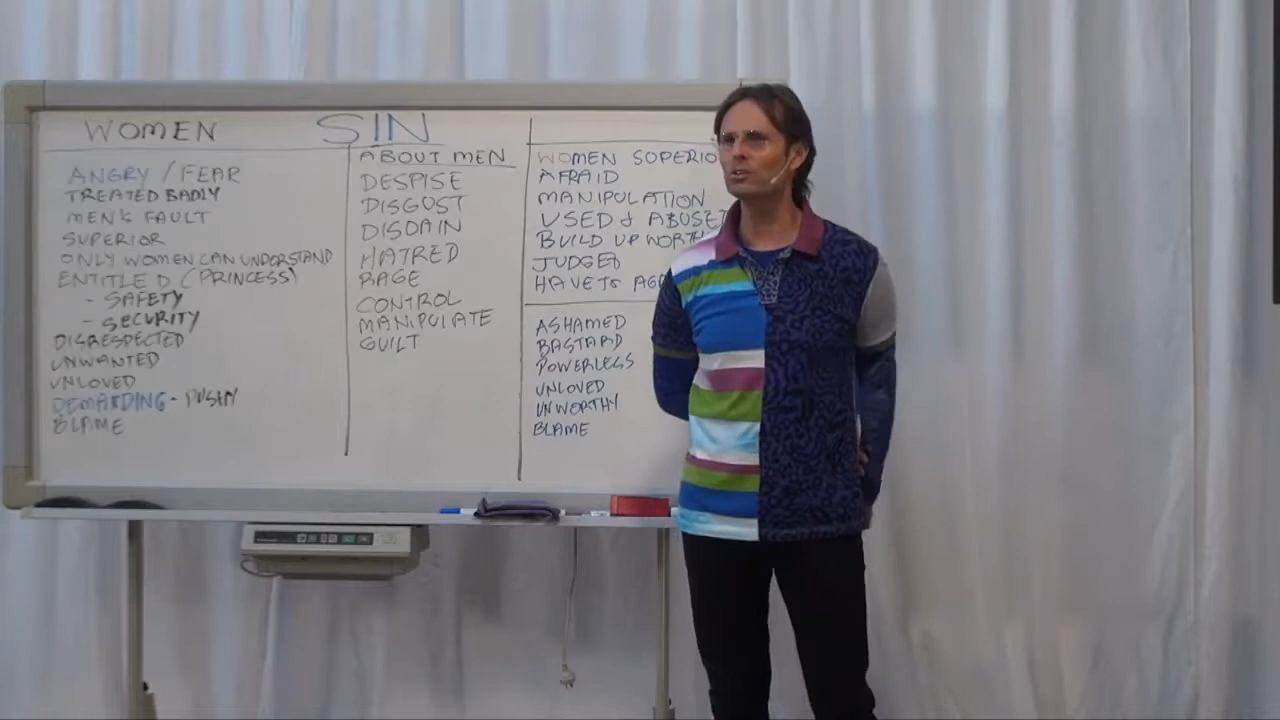 WOMEN
SIN
ANGRY / FEAR
TREATED BADLY
MEN'S FAULT
SUPERIOR
ONLY WOMEN CAN UNDERSTAND
ENTITLED (PRINCESS)
- SAFETY
- SECURITY
DISRESPECTED
UNWANTED
UNLOVED
DEMANDING - PUSHY
BLAME
ABOUT MEN
DESPISE
DISGUST
DISDAIN
HATRED
RAGE
CONTROL
MANIPULATE
GUILT
WOMEN SUPERIO
AFRAID
MANIPULATION
USED & ABUSED
BUILD UP WORTH
JUDGED
HAVE TO AG
ASHAMED
BASTARD
POWERLESS
UNLOVED
UNWORTHY
BLAME